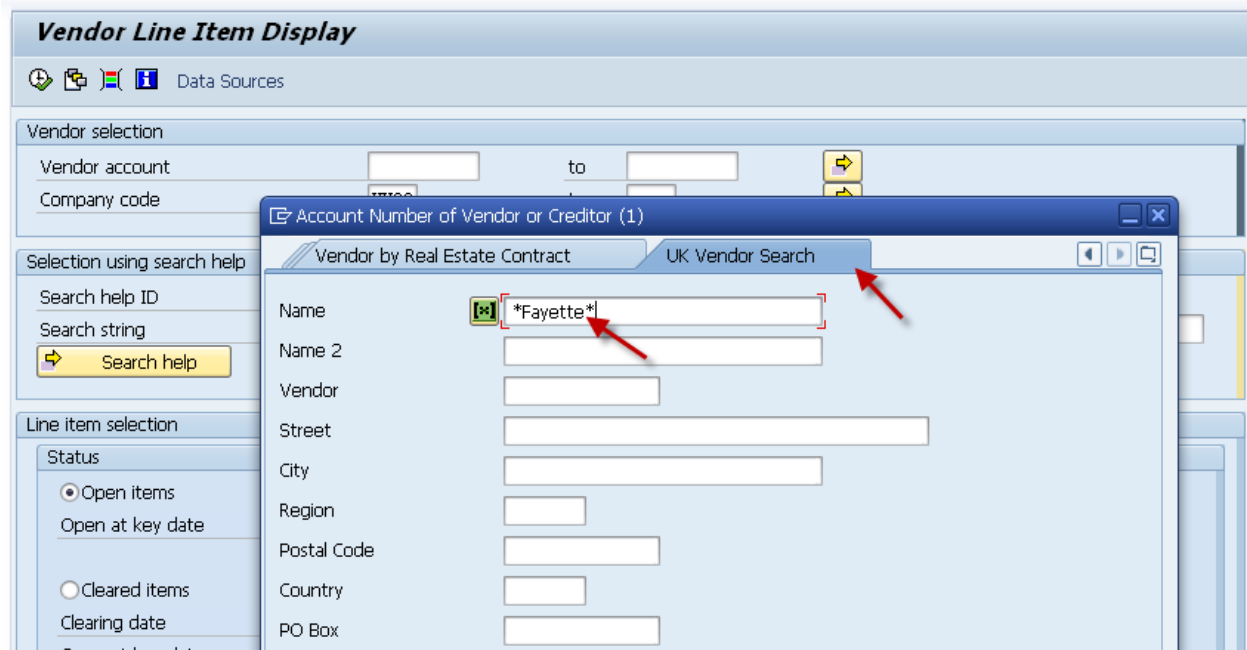 Vendor Line Item Display
Data Sources
Vendor selection
Vendor account to
Company code
Account Number of Vendor or Creditor (1)
Vendor by Real Estate Contract UK Vendor Search
Selection using search help
Search help ID
Search string
Search help
Name *Fayette*
Name 2
Vendor
Street
City
Region
Postal Code
Country
PO Box
Line item selection
Status
Open items
Open at key date
Cleared items
Clearing date